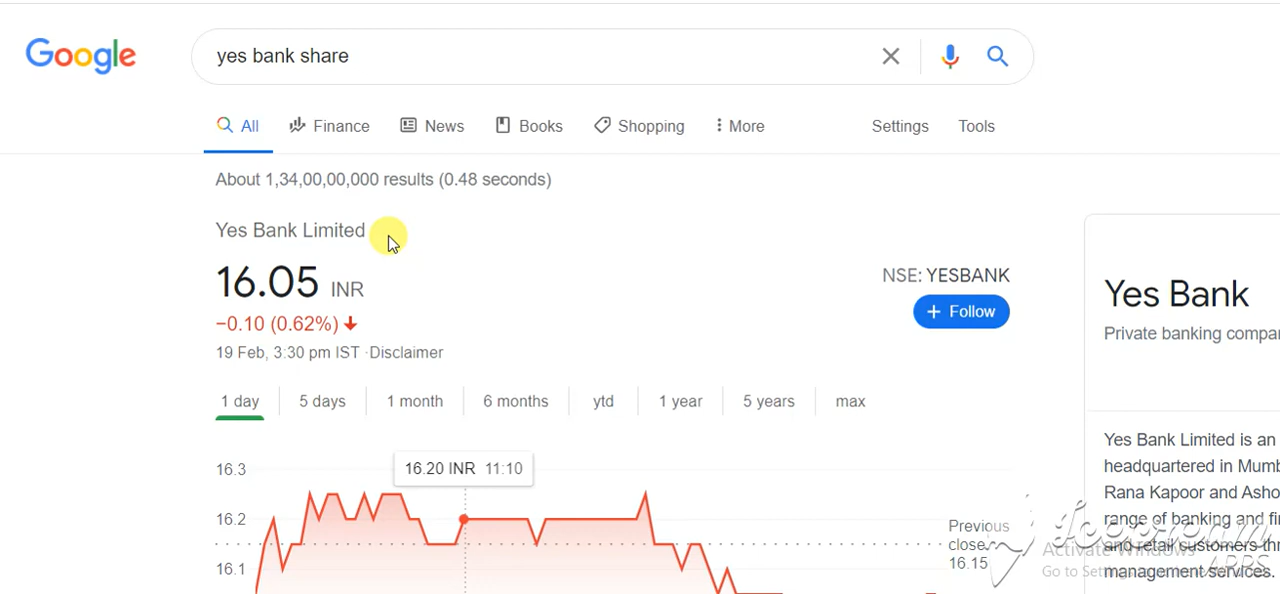 Google
yes bank share
All
Finance
News
Books
Shopping
More
Settings
Tools
About 1,34,00,00,000 results (0.48 seconds)
Yes Bank Limited
16.05 INR
−0.10 (0.62%)
19 Feb, 3:30 pm IST ·Disclaimer
NSE: YESBANK
+ Follow
1 day
5 days
1 month
6 months
ytd
1 year
5 years
max
16.3
16.2
16.1
16.20 INR 11:10
Previous
close
16.15
Yes Bank
Private banking compan
Yes Bank Limited is an
headquartered in Mumb
Rana Kapoor and Asho
range of banking and fi
and retail customers thr
management services.
Activate Windows
APPS